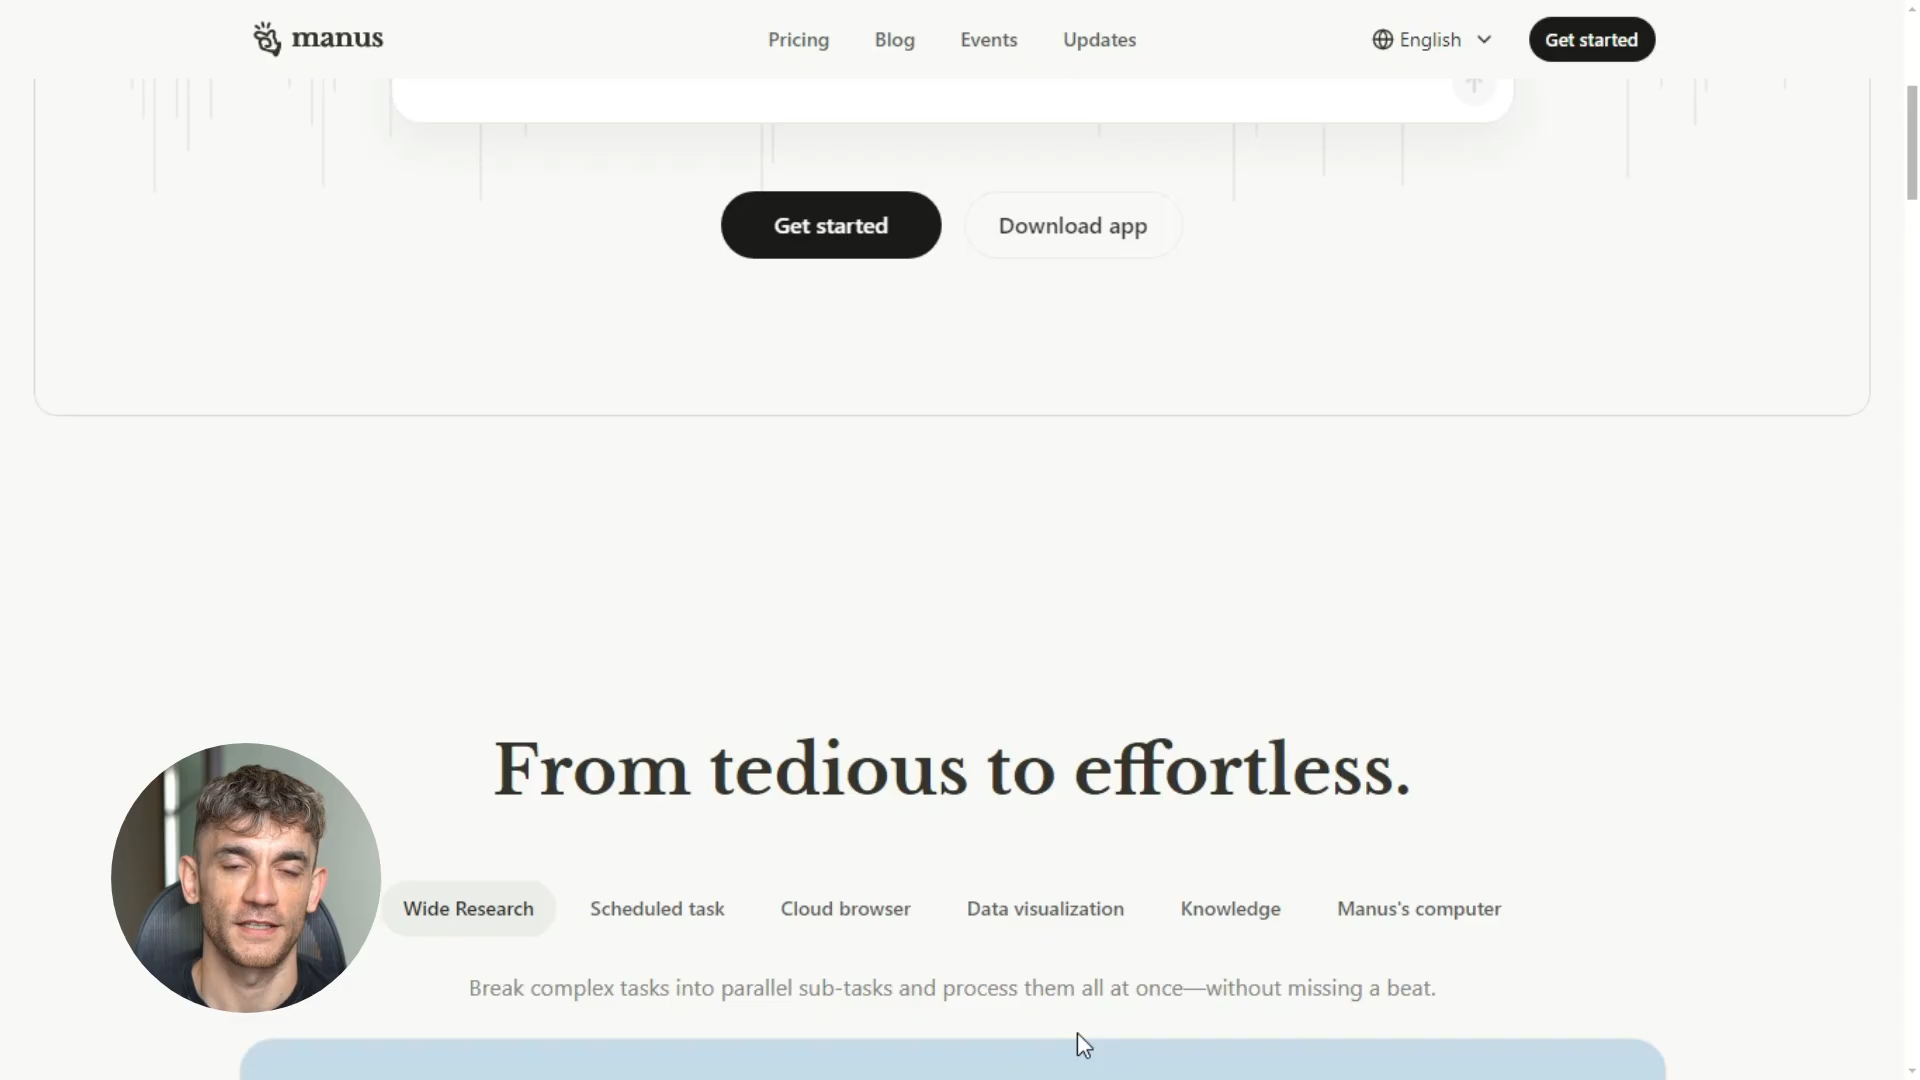 manus
Pricing
Blog
Events
Updates
English
Get started
Get started
Download app
From tedious to effortless.
Wide Research
Scheduled task
Cloud browser
Data visualization
Knowledge
Manus's computer
Break complex tasks into parallel sub-tasks and process them all at once—without missing a beat.